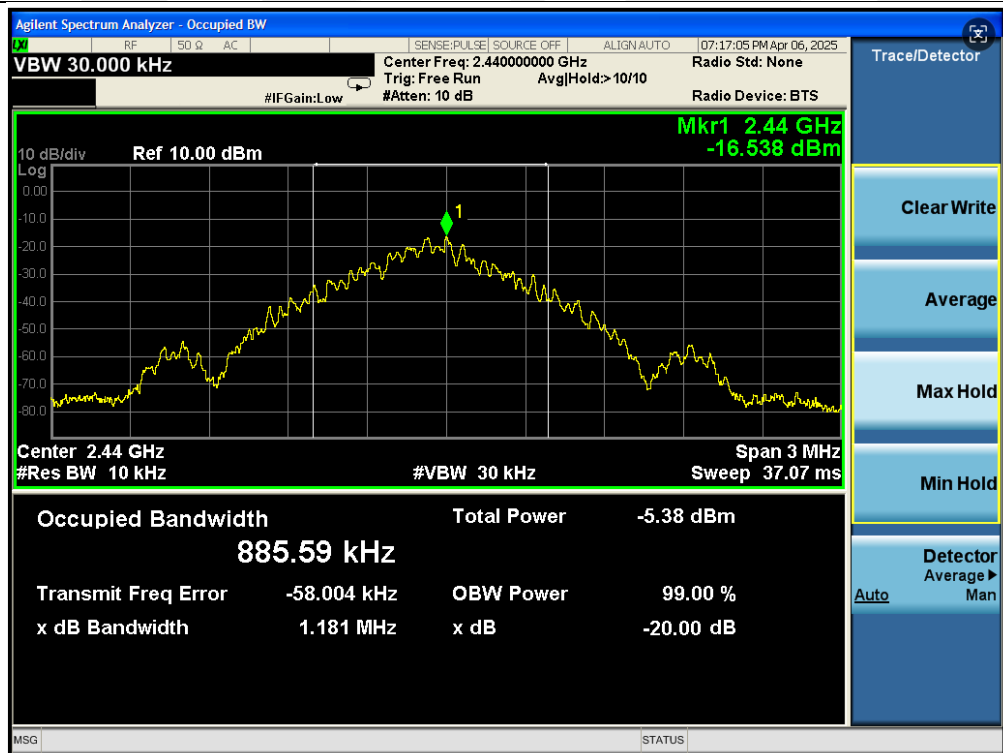 Agilent Spectrum Analyzer - Occupied BW
LXI RF 50 Ω AC SENSE:PULSE SOURCE OFF ALIGN AUTO 07:17:05 PM Apr 06, 2025
VBW 30.000 kHz
Center Freq: 2.440000000 GHz
Radio Std: None
Trig: Free Run Avg|Hold:>10/10
#IFGain:Low
#Atten: 10 dB
Radio Device: BTS
Trace/Detector
Mkr1 2.44 GHz
-16.538 dBm
10 dB/div Ref 10.00 dBm
Log
0.00
-10.0
-20.0
-30.0
-40.0
-50.0
-60.0
-70.0
-80.0
1
Center 2.44 GHz Span 3 MHz
#Res BW 10 kHz #VBW 30 kHz Sweep 37.07 ms
Occupied Bandwidth
885.59 kHz
Total Power -5.38 dBm
Transmit Freq Error -58.004 kHz OBW Power 99.00 %
x dB Bandwidth 1.181 MHz x dB -20.00 dB
Clear Write
Average
Max Hold
Min Hold
Detector
Average▶
Auto Man
MSG STATUS